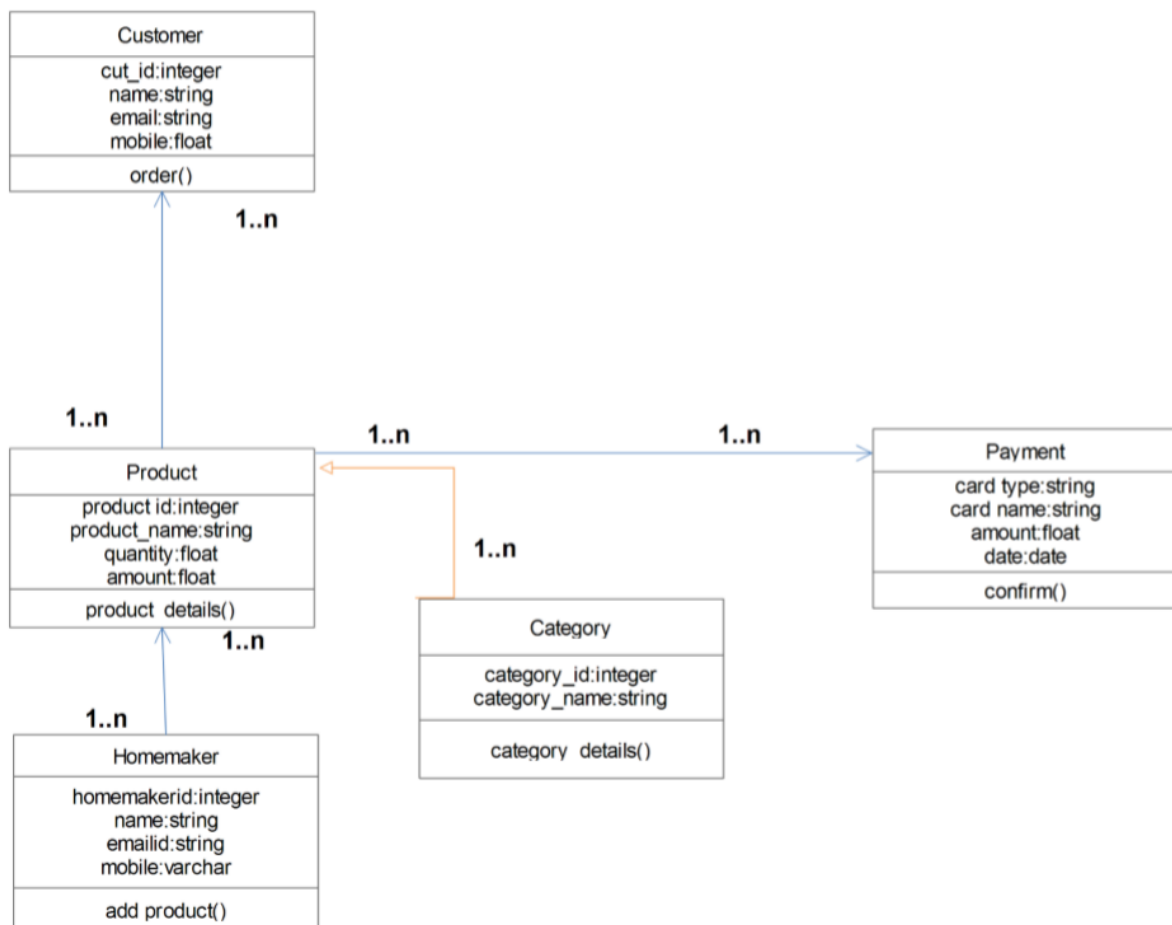 Customer
cut_id:integer
name:string
email:string
mobile:float
order()
1..n
1..n
1..n
1..n
Product
product id:integer
product_name:string
quantity:float
amount:float
product details()
Payment
card type:string
card name:string
amount:float
date:date
confirm()
1..n
1..n
1..n
Category
category_id:integer
category_name:string
category details()
Homemaker
homemakerid:integer
name:string
emailid:string
mobile:varchar
add product()